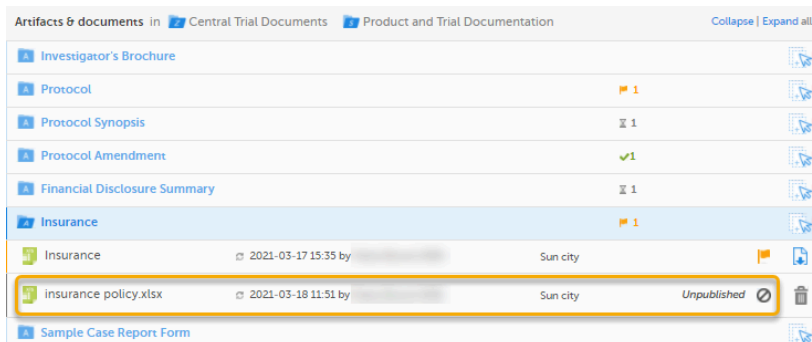 Artifacts & documents in Central Trial Documents Product and Trial Documentation Collapse | Expand all
Investigator's Brochure
Protocol 1
Protocol Synopsis 1
Protocol Amendment 1
Financial Disclosure Summary 1
Insurance 1
Insurance 2021-03-17 15:35 by Sun city
insurance policy.xlsx 2021-03-18 11:51 by Sun city Unpublished
Sample Case Report Form